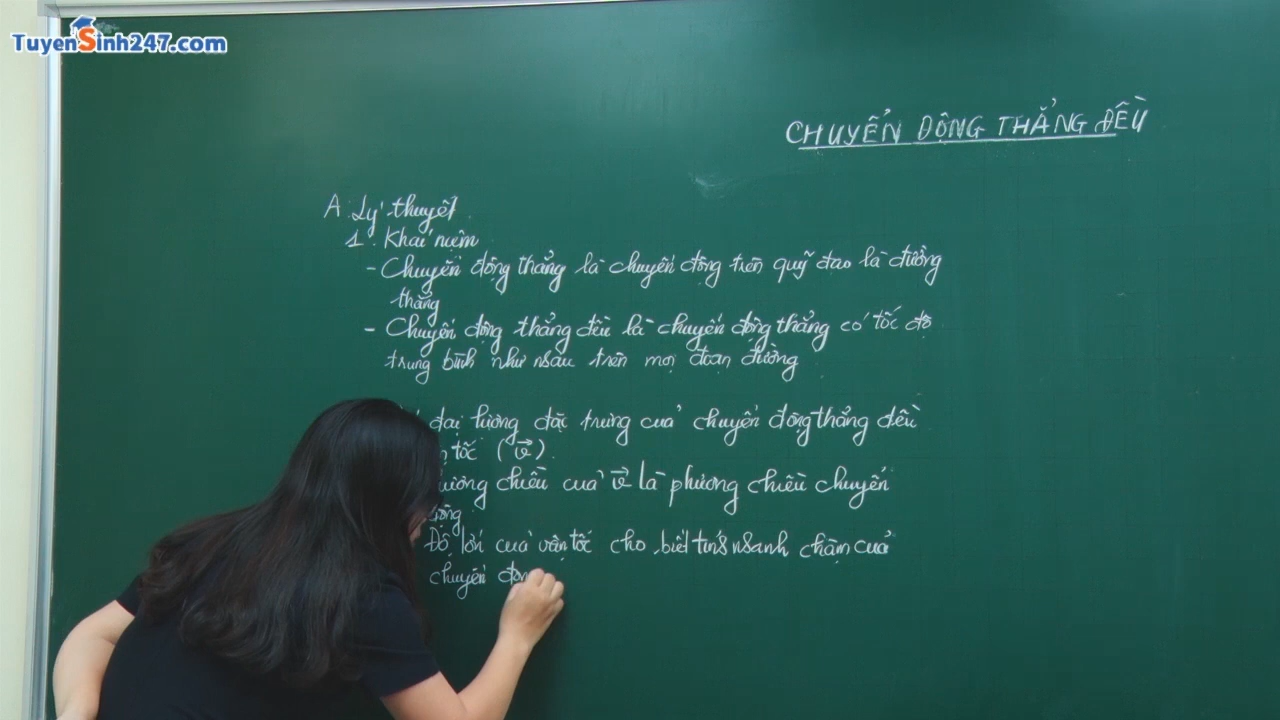 TuyenSinh247.com
CHUYỂN ĐỘNG THẲNG ĐỀU
A. Lý thuyết
1. Khái niệm
- Chuyển động thẳng là chuyển động trên quỹ đạo là đường
thẳng
- Chuyển động thẳng đều là chuyển động thẳng có tốc độ
trung bình như nhau trên mọi đoạn đường
đại lượng đặc trưng của chuyển động thẳng đều
tốc (v⃗).
chiều của v⃗ là phương chiều chuyển
động
Độ lớn của vận tốc cho biết tính nhanh chậm của
chuyển